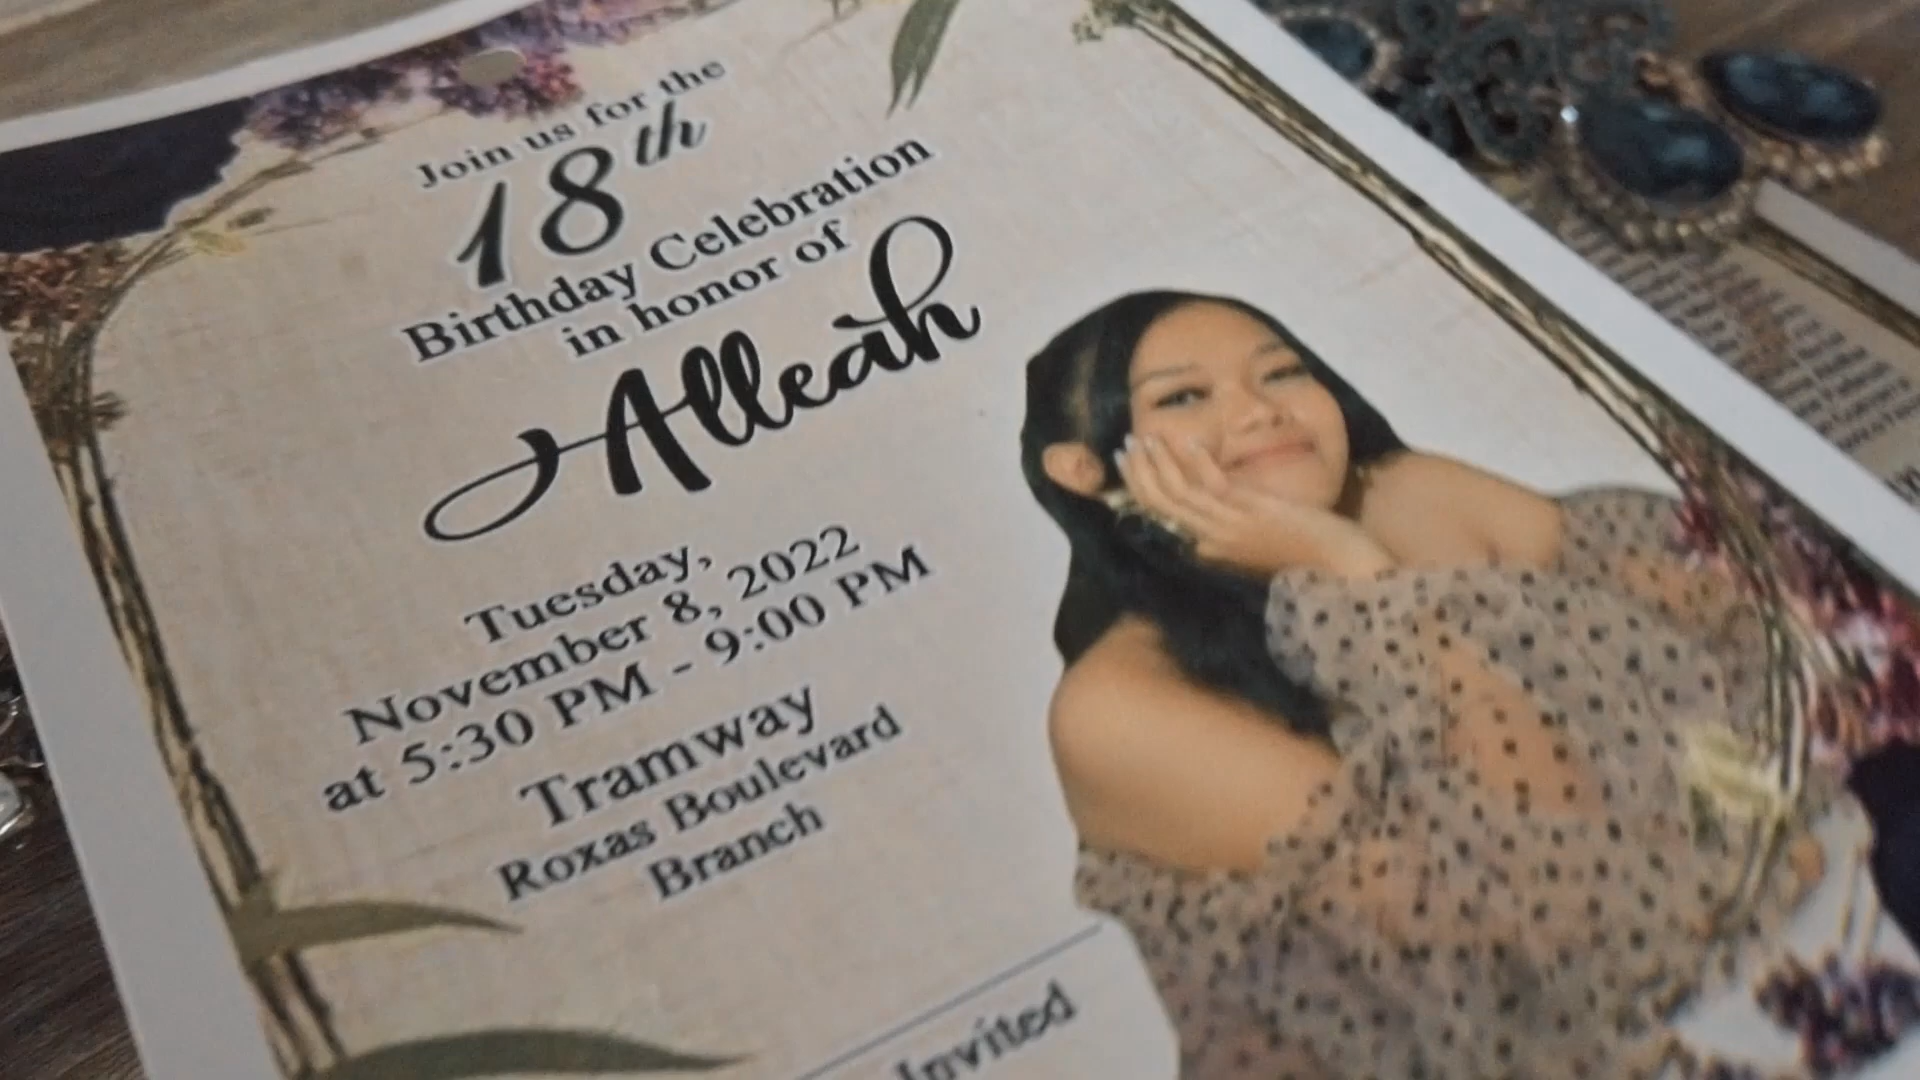 Join us for the
18th
Birthday Celebration
in honor of
Alleah
Tuesday,
November 8, 2022
at 5:30 PM - 9:00 PM
Tramway
Roxas Boulevard
Branch
Invited